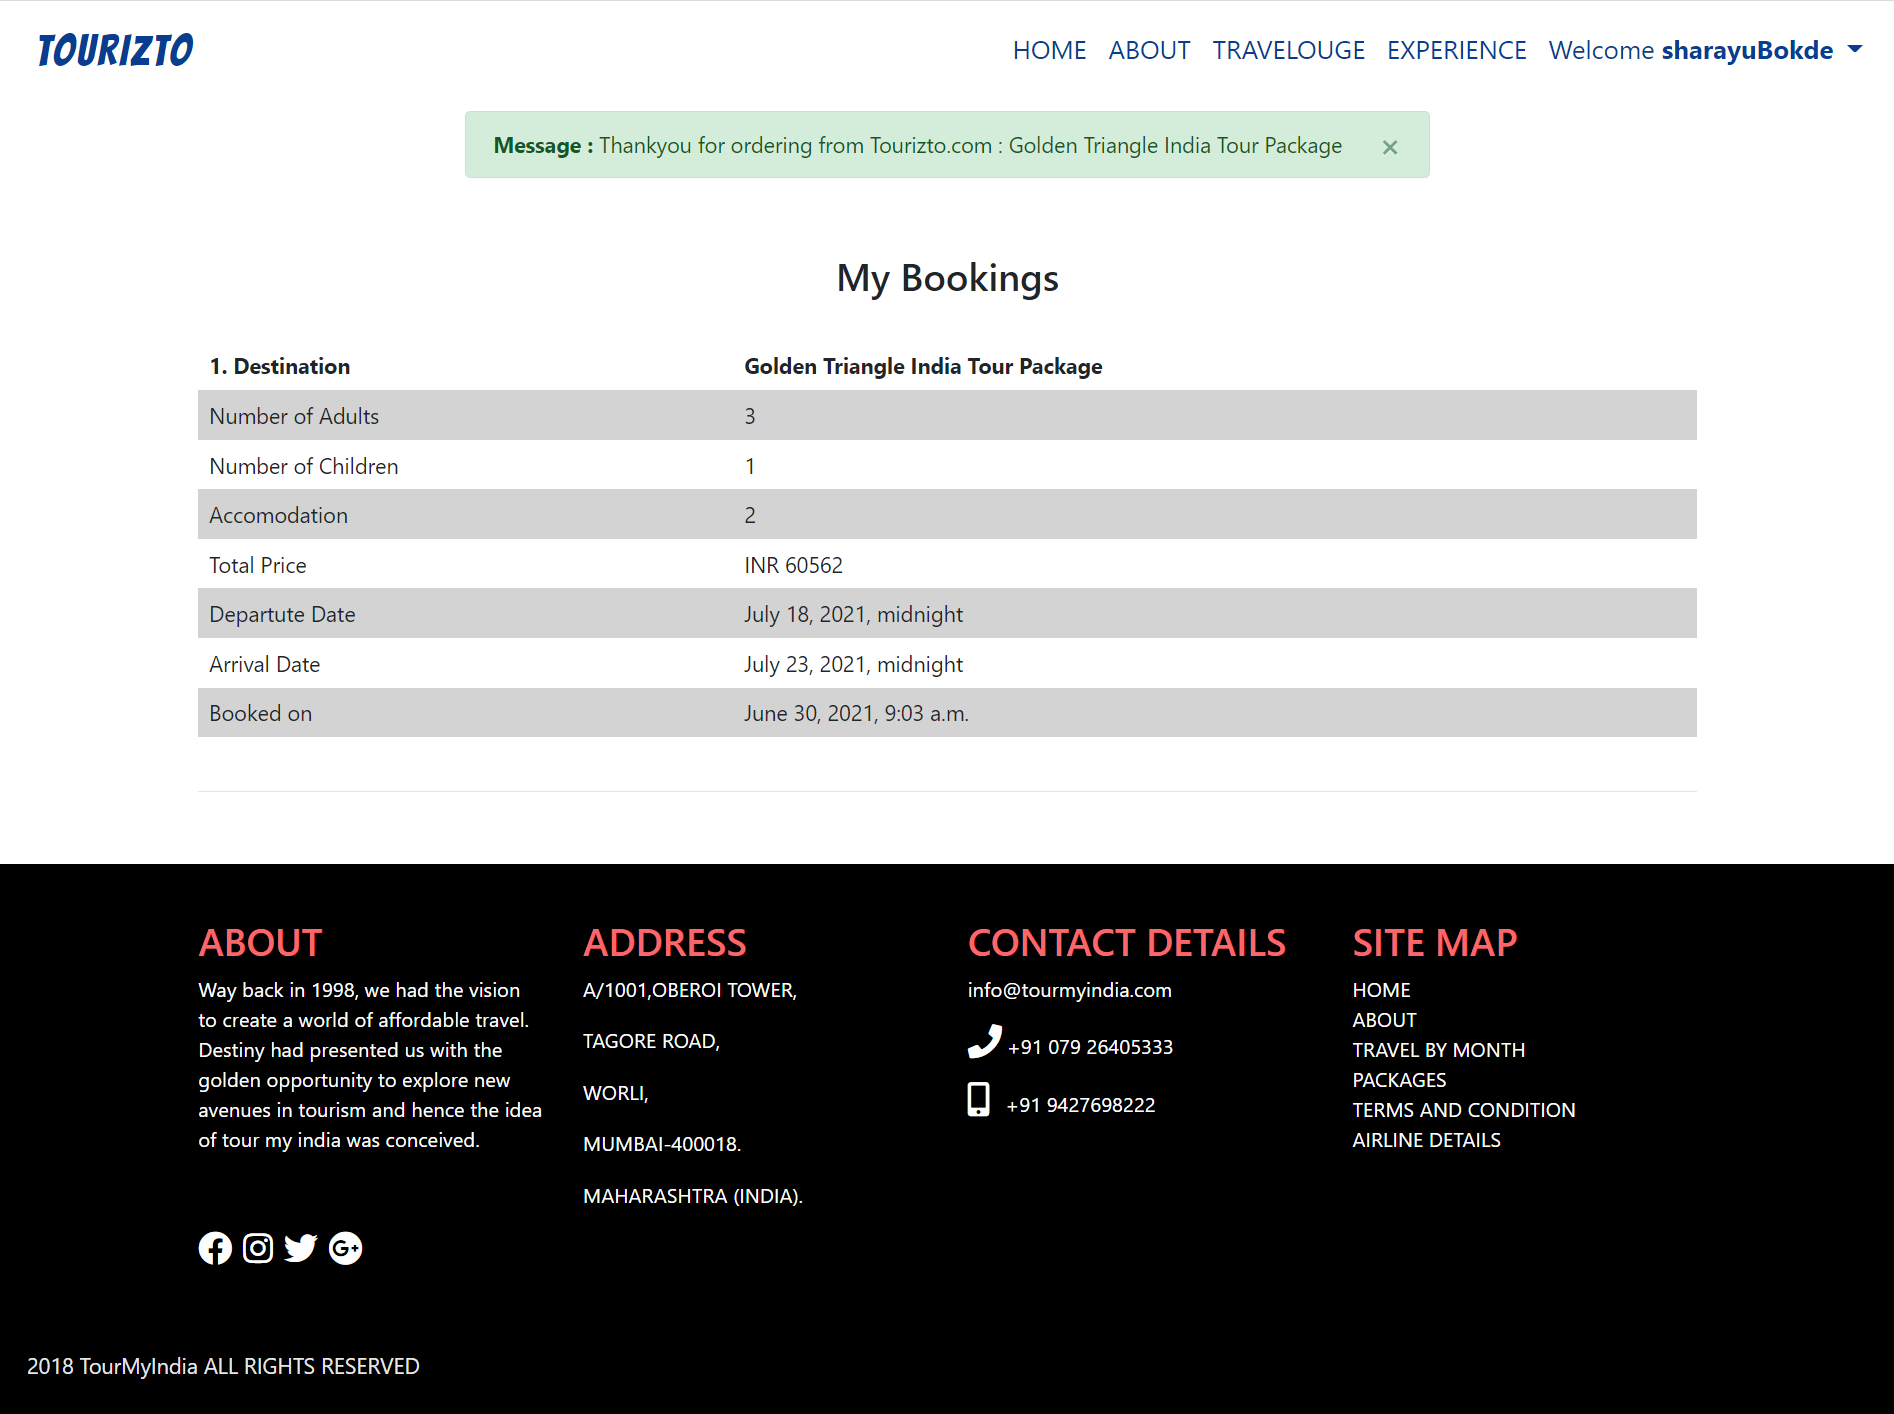 TOURIZTO
HOME ABOUT TRAVELOUGE EXPERIENCE Welcome sharayuBokde
Message : Thankyou for ordering from Tourizto.com : Golden Triangle India Tour Package ×
My Bookings
1. Destination Golden Triangle India Tour Package
Number of Adults 3
Number of Children 1
Accomodation 2
Total Price INR 60562
Departute Date July 18, 2021, midnight
Arrival Date July 23, 2021, midnight
Booked on June 30, 2021, 9:03 a.m.
ABOUT
Way back in 1998, we had the vision
to create a world of affordable travel.
Destiny had presented us with the
golden opportunity to explore new
avenues in tourism and hence the idea
of tour my india was conceived.
ADDRESS
A/1001,OBEROI TOWER,
TAGORE ROAD,
WORLI,
MUMBAI-400018.
MAHARASHTRA (INDIA).
CONTACT DETAILS
info@tourmyindia.com
+91 079 26405333
+91 9427698222
SITE MAP
HOME
ABOUT
TRAVEL BY MONTH
PACKAGES
TERMS AND CONDITION
AIRLINE DETAILS
2018 TourMyIndia ALL RIGHTS RESERVED